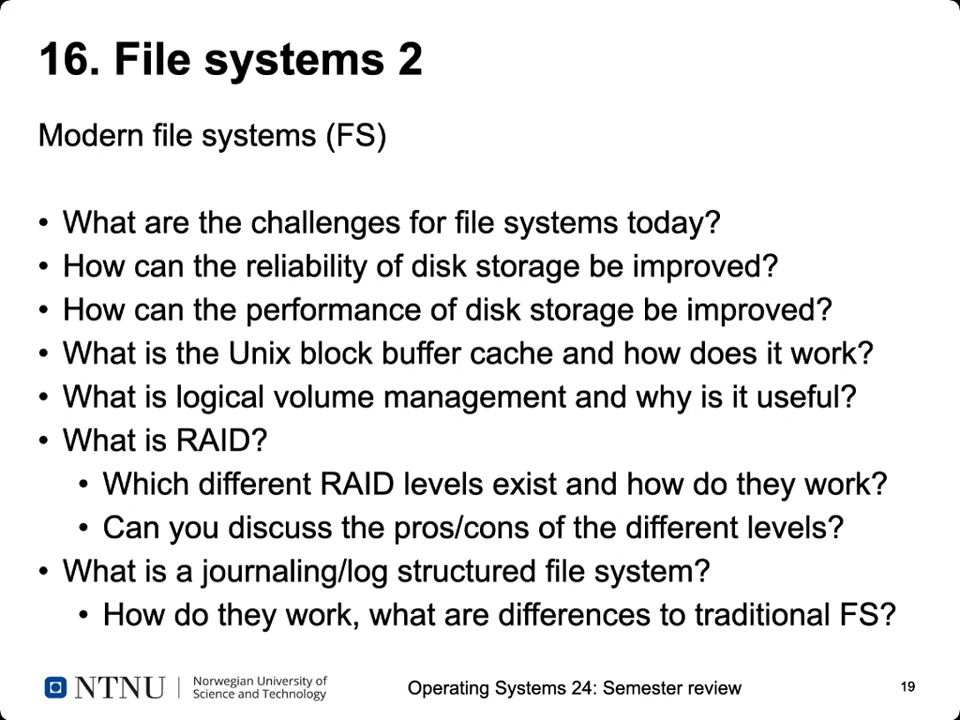 16. File systems 2
Modern file systems (FS)
• What are the challenges for file systems today?
• How can the reliability of disk storage be improved?
• How can the performance of disk storage be improved?
• What is the Unix block buffer cache and how does it work?
• What is logical volume management and why is it useful?
• What is RAID?
• Which different RAID levels exist and how do they work?
• Can you discuss the pros/cons of the different levels?
• What is a journaling/log structured file system?
• How do they work, what are differences to traditional FS?
NTNU
Norwegian University of
Science and Technology
Operating Systems 24: Semester review
19